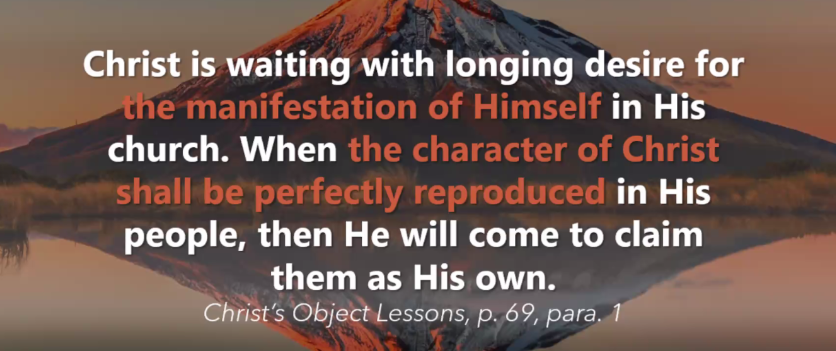 Christ is waiting with longing desire for
the manifestation of Himself in His
church. When the character of Christ
shall be perfectly reproduced in His
people, then He will come to claim
them as His own.
Christ's Object Lessons, p. 69, para. 1